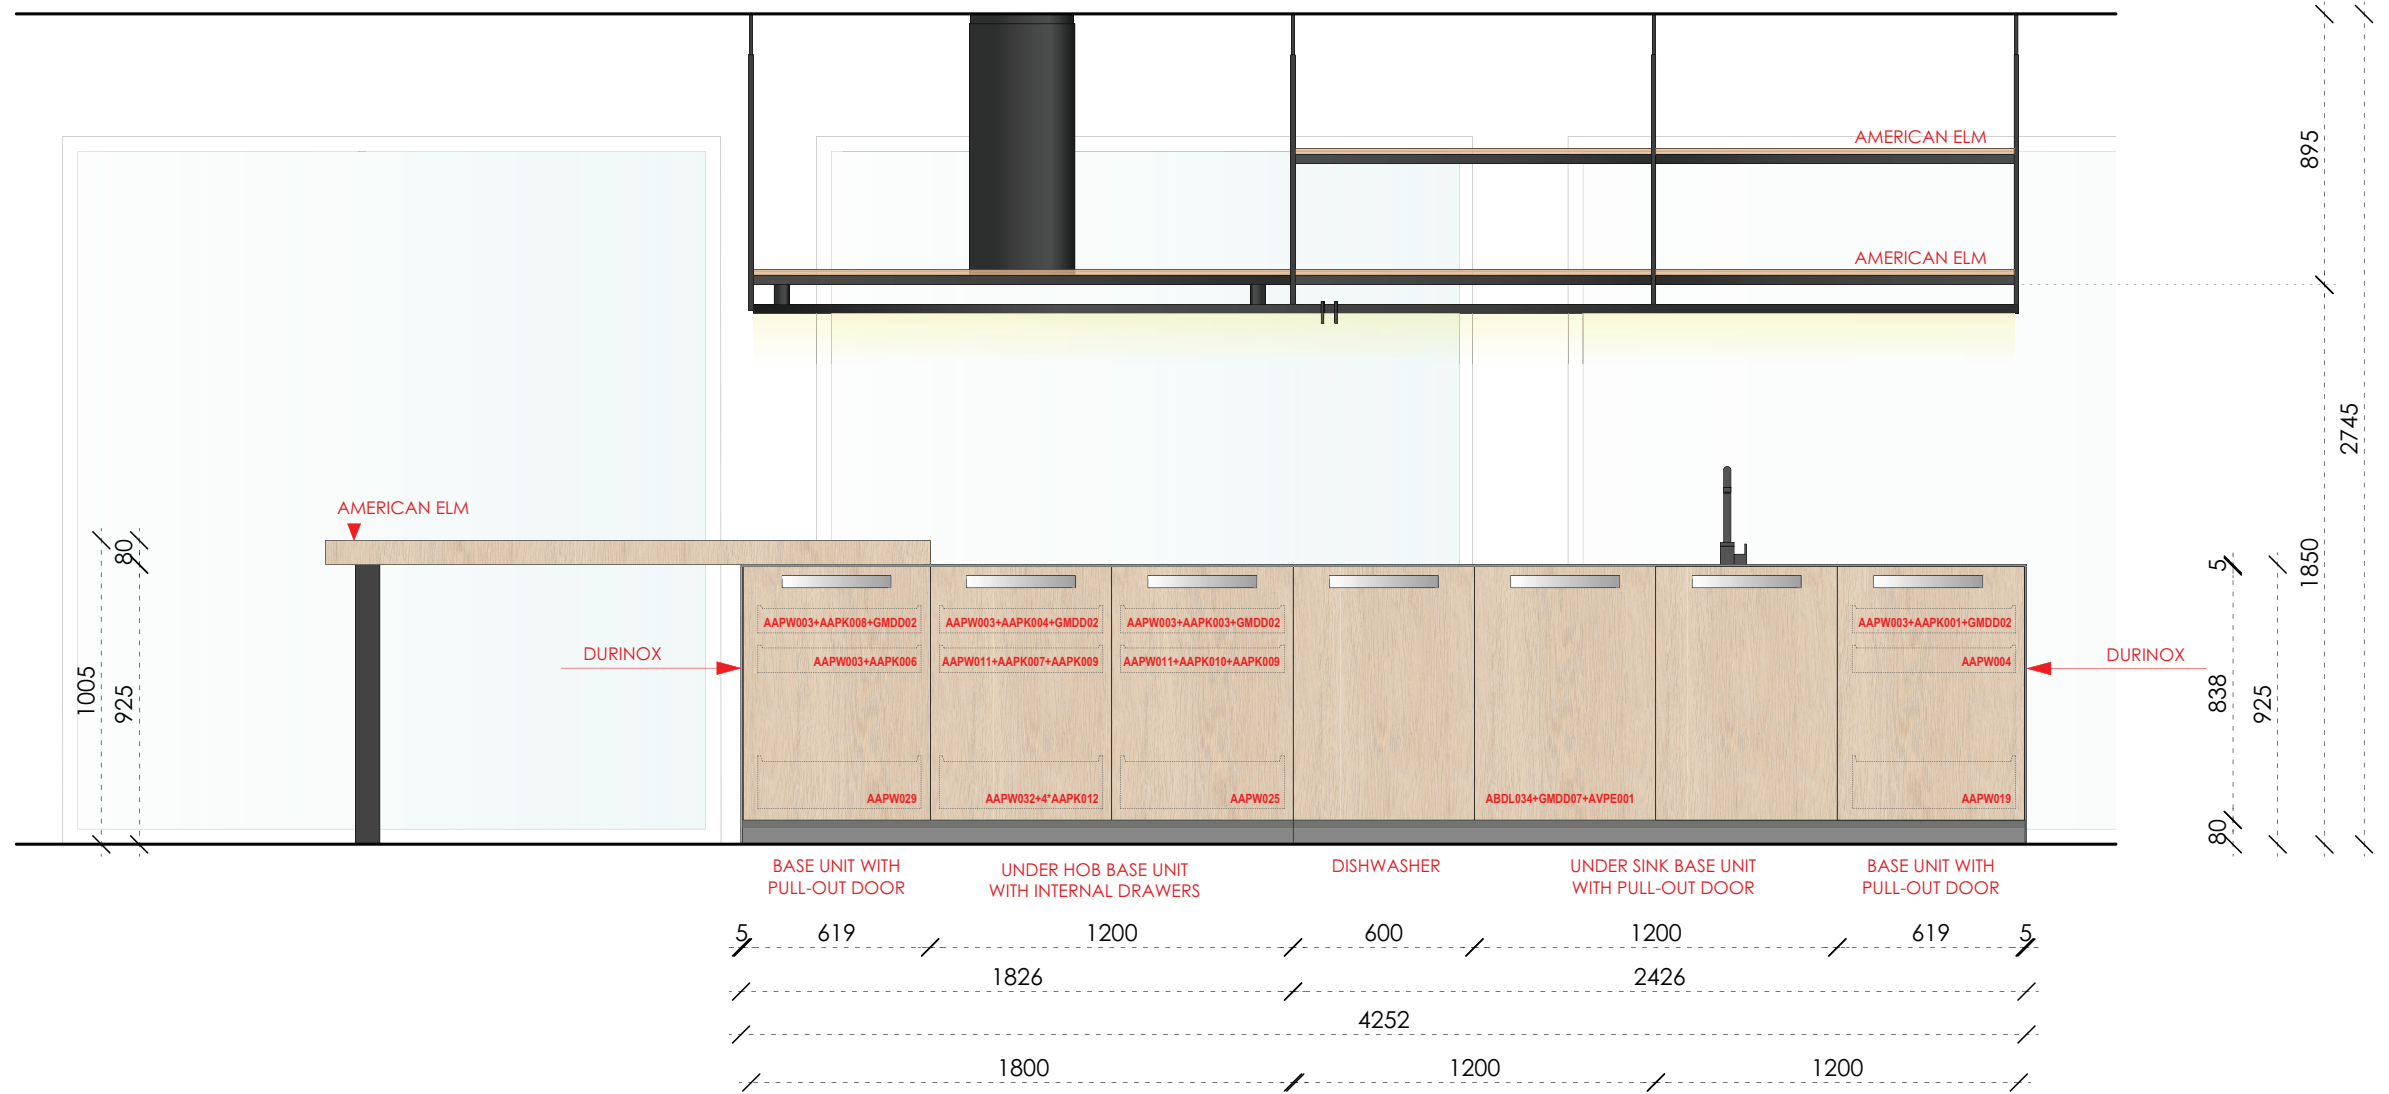 AMERICAN ELM
895
AMERICAN ELM
2745
AMERICAN ELM
80
1850
5
AAPW003+AAPK008+GMDD02
AAPW003+AAPK004+GMDD02
AAPW003+AAPK003+GMDD02
AAPW003+AAPK001+GMDD02
DURINOX
AAPW003+AAPK006
AAPW011+AAPK007+AAPK009
AAPW011+AAPK010+AAPK009
AAPW004
DURINOX
1005
925
838
925
AAPW029
AAPW032+4*AAPK012
AAPW025
ABDL034+GMDD07+AVPE001
AAPW019
80
BASE UNIT WITH
PULL-OUT DOOR
UNDER HOB BASE UNIT
WITH INTERNAL DRAWERS
DISHWASHER
UNDER SINK BASE UNIT
WITH PULL-OUT DOOR
BASE UNIT WITH
PULL-OUT DOOR
5 619 1200 600 1200 619 5
1826 2426
4252
1800 1200 1200